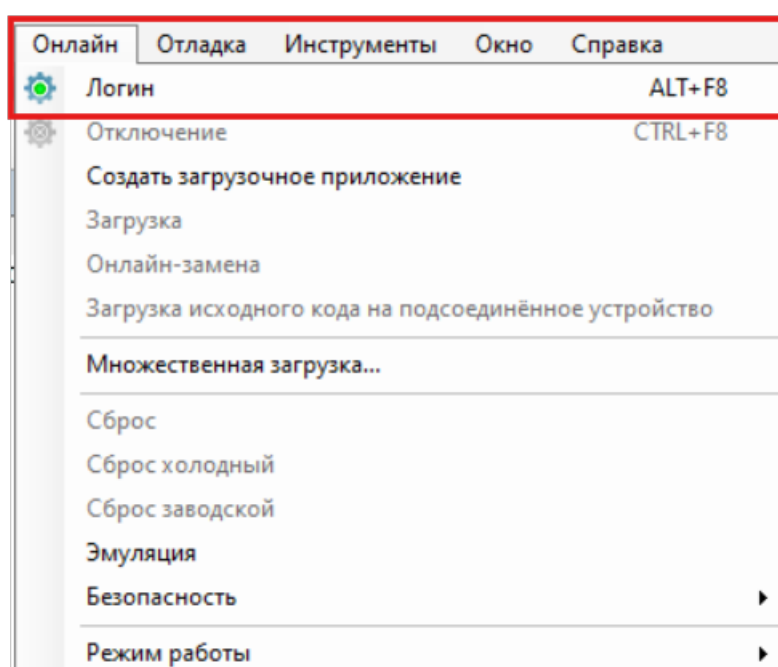 Онлайн Отладка Инструменты Окно Справка
Логин ALT+F8
Отключение CTRL+F8
Создать загрузочное приложение
Загрузка
Онлайн-замена
Загрузка исходного кода на подсоединённое устройство
Множественная загрузка...
Сброс
Сброс холодный
Сброс заводской
Эмуляция
Безопасность
Режим работы